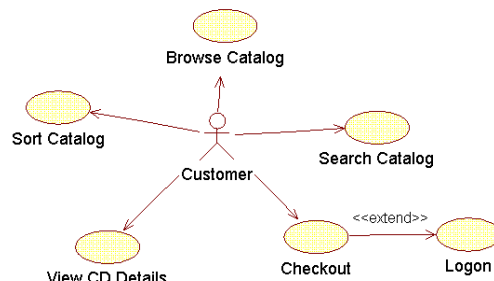 Browse Catalog
Sort Catalog
Search Catalog
Customer
<<extend>>
View CD Details
Checkout
Logon